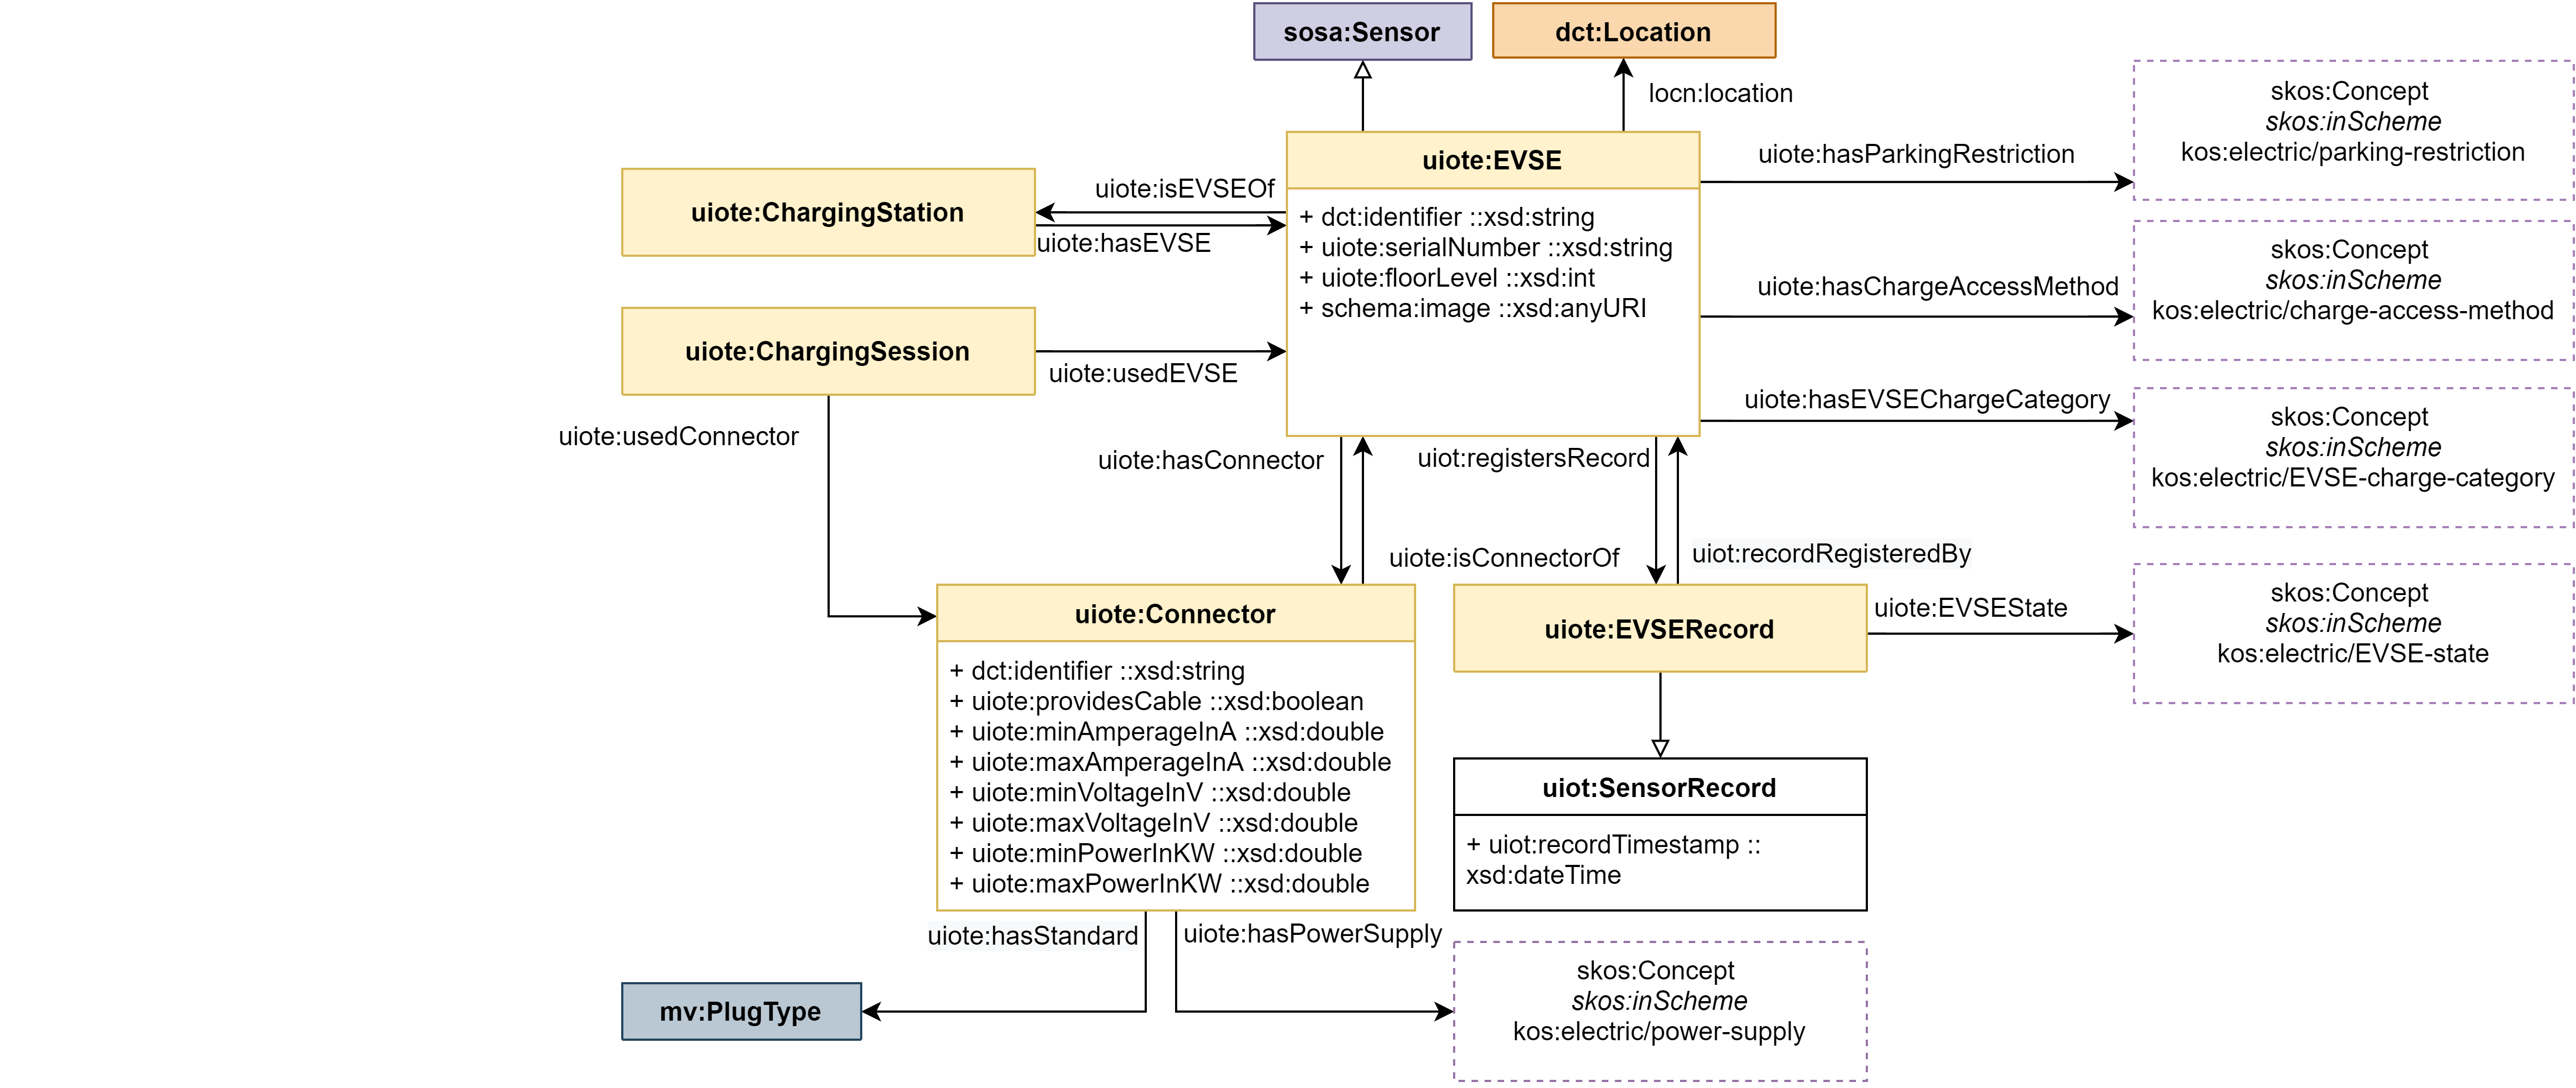 sosa:Sensor
dct:Location
locn:location
skos:Concept
skos:inScheme
kos:electric/parking-restriction
uiote:EVSE
uiote:hasParkingRestriction
uiote:ChargingStation
uiote:isEVSEOf
uiote:hasEVSE
+ dct:identifier ::xsd:string
+ uiote:serialNumber ::xsd:string
+ uiote:floorLevel ::xsd:int
+ schema:image ::xsd:anyURI
uiote:hasChargeAccessMethod
skos:Concept
skos:inScheme
kos:electric/charge-access-method
uiote:ChargingSession
uiote:usedEVSE
uiote:hasEVSEChargeCategory
skos:Concept
skos:inScheme
kos:electric/EVSE-charge-category
uiote:usedConnector
uiote:hasConnector
uiot:registersRecord
uiote:isConnectorOf
uiot:recordRegisteredBy
uiote:Connector
+ dct:identifier ::xsd:string
+ uiote:providesCable ::xsd:boolean
+ uiote:minAmperageInA ::xsd:double
+ uiote:maxAmperageInA ::xsd:double
+ uiote:minVoltageInV ::xsd:double
+ uiote:maxVoltageInV ::xsd:double
+ uiote:minPowerInKW ::xsd:double
+ uiote:maxPowerInKW ::xsd:double
uiote:EVSERecord
uiote:EVSEState
skos:Concept
skos:inScheme
kos:electric/EVSE-state
uiot:SensorRecord
+ uiot:recordTimestamp ::
xsd:dateTime
uiote:hasStandard
uiote:hasPowerSupply
mv:PlugType
skos:Concept
skos:inScheme
kos:electric/power-supply